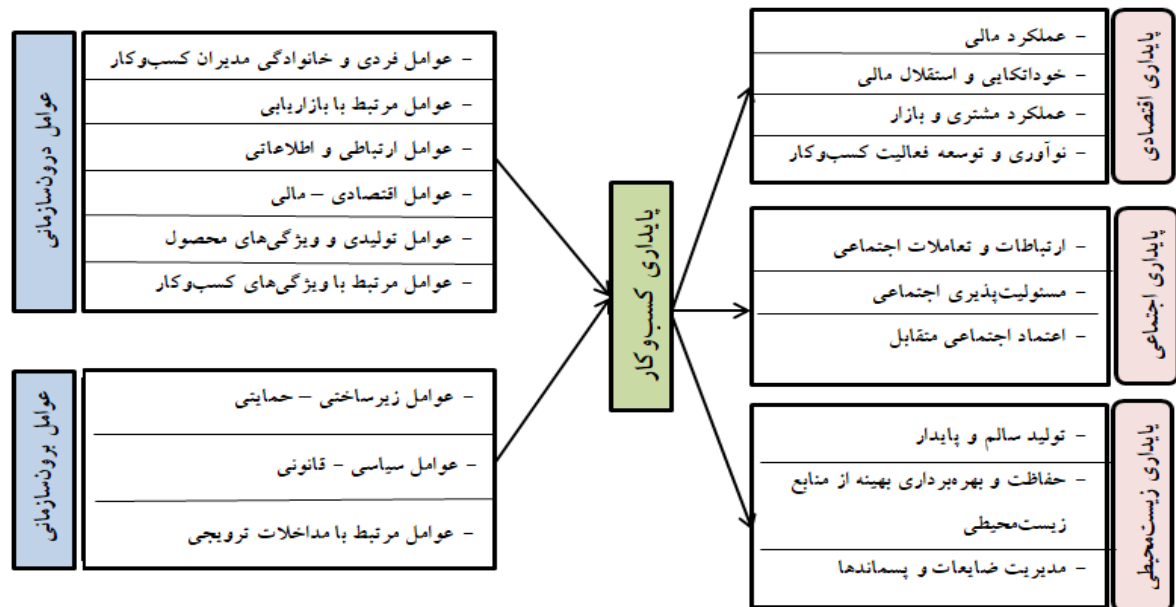 عوامل درون‌سازمانی
- عوامل فردی و خانوادگی مدیران کسب‌وکار
- عوامل مرتبط با بازاریابی
- عوامل ارتباطی و اطلاعاتی
- عوامل اقتصادی – مالی
- عوامل تولیدی و ویژگی‌های محصول
- عوامل مرتبط با ویژگی‌های کسب‌وکار
عوامل برون‌سازمانی
- عوامل زیرساختی – حمایتی
- عوامل سیاسی - قانونی
- عوامل مرتبط با مداخلات ترویجی
پایداری کسب‌وکار
پایداری اقتصادی
- عملکرد مالی
- خوداتکایی و استقلال مالی
- عملکرد مشتری و بازار
- نوآوری و توسعه فعالیت کسب‌وکار
پایداری اجتماعی
- ارتباطات و تعاملات اجتماعی
- مسئولیت‌پذیری اجتماعی
- اعتماد اجتماعی متقابل
پایداری زیست‌محیطی
- تولید سالم و پایدار
- حفاظت و بهره‌برداری بهینه از منابع
زیست‌محیطی
- مدیریت ضایعات و پسماندها